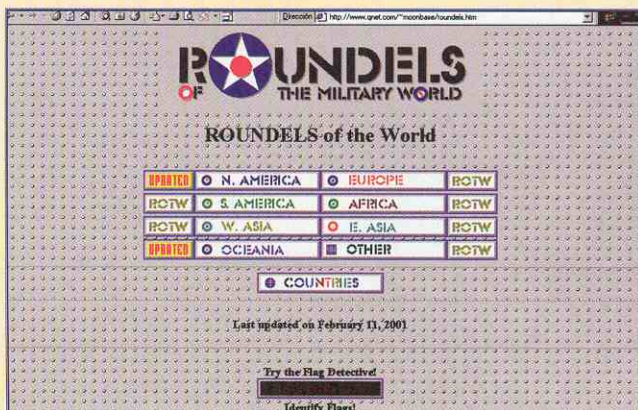 Dirección http://www.qnet.com/~moonbase/roundels.htm
ROUNDELS
OF THE MILITARY WORLD
ROUNDELS of the World
UPDATED N. AMERICA EUROPE ROTW
ROTW S. AMERICA AFRICA ROTW
ROTW W. ASIA E. ASIA ROTW
UPDATED OCEANIA OTHER ROTW
COUNTRIES
Last updated on February 11, 2001
Try the Flag Detective!
Identify Flags!